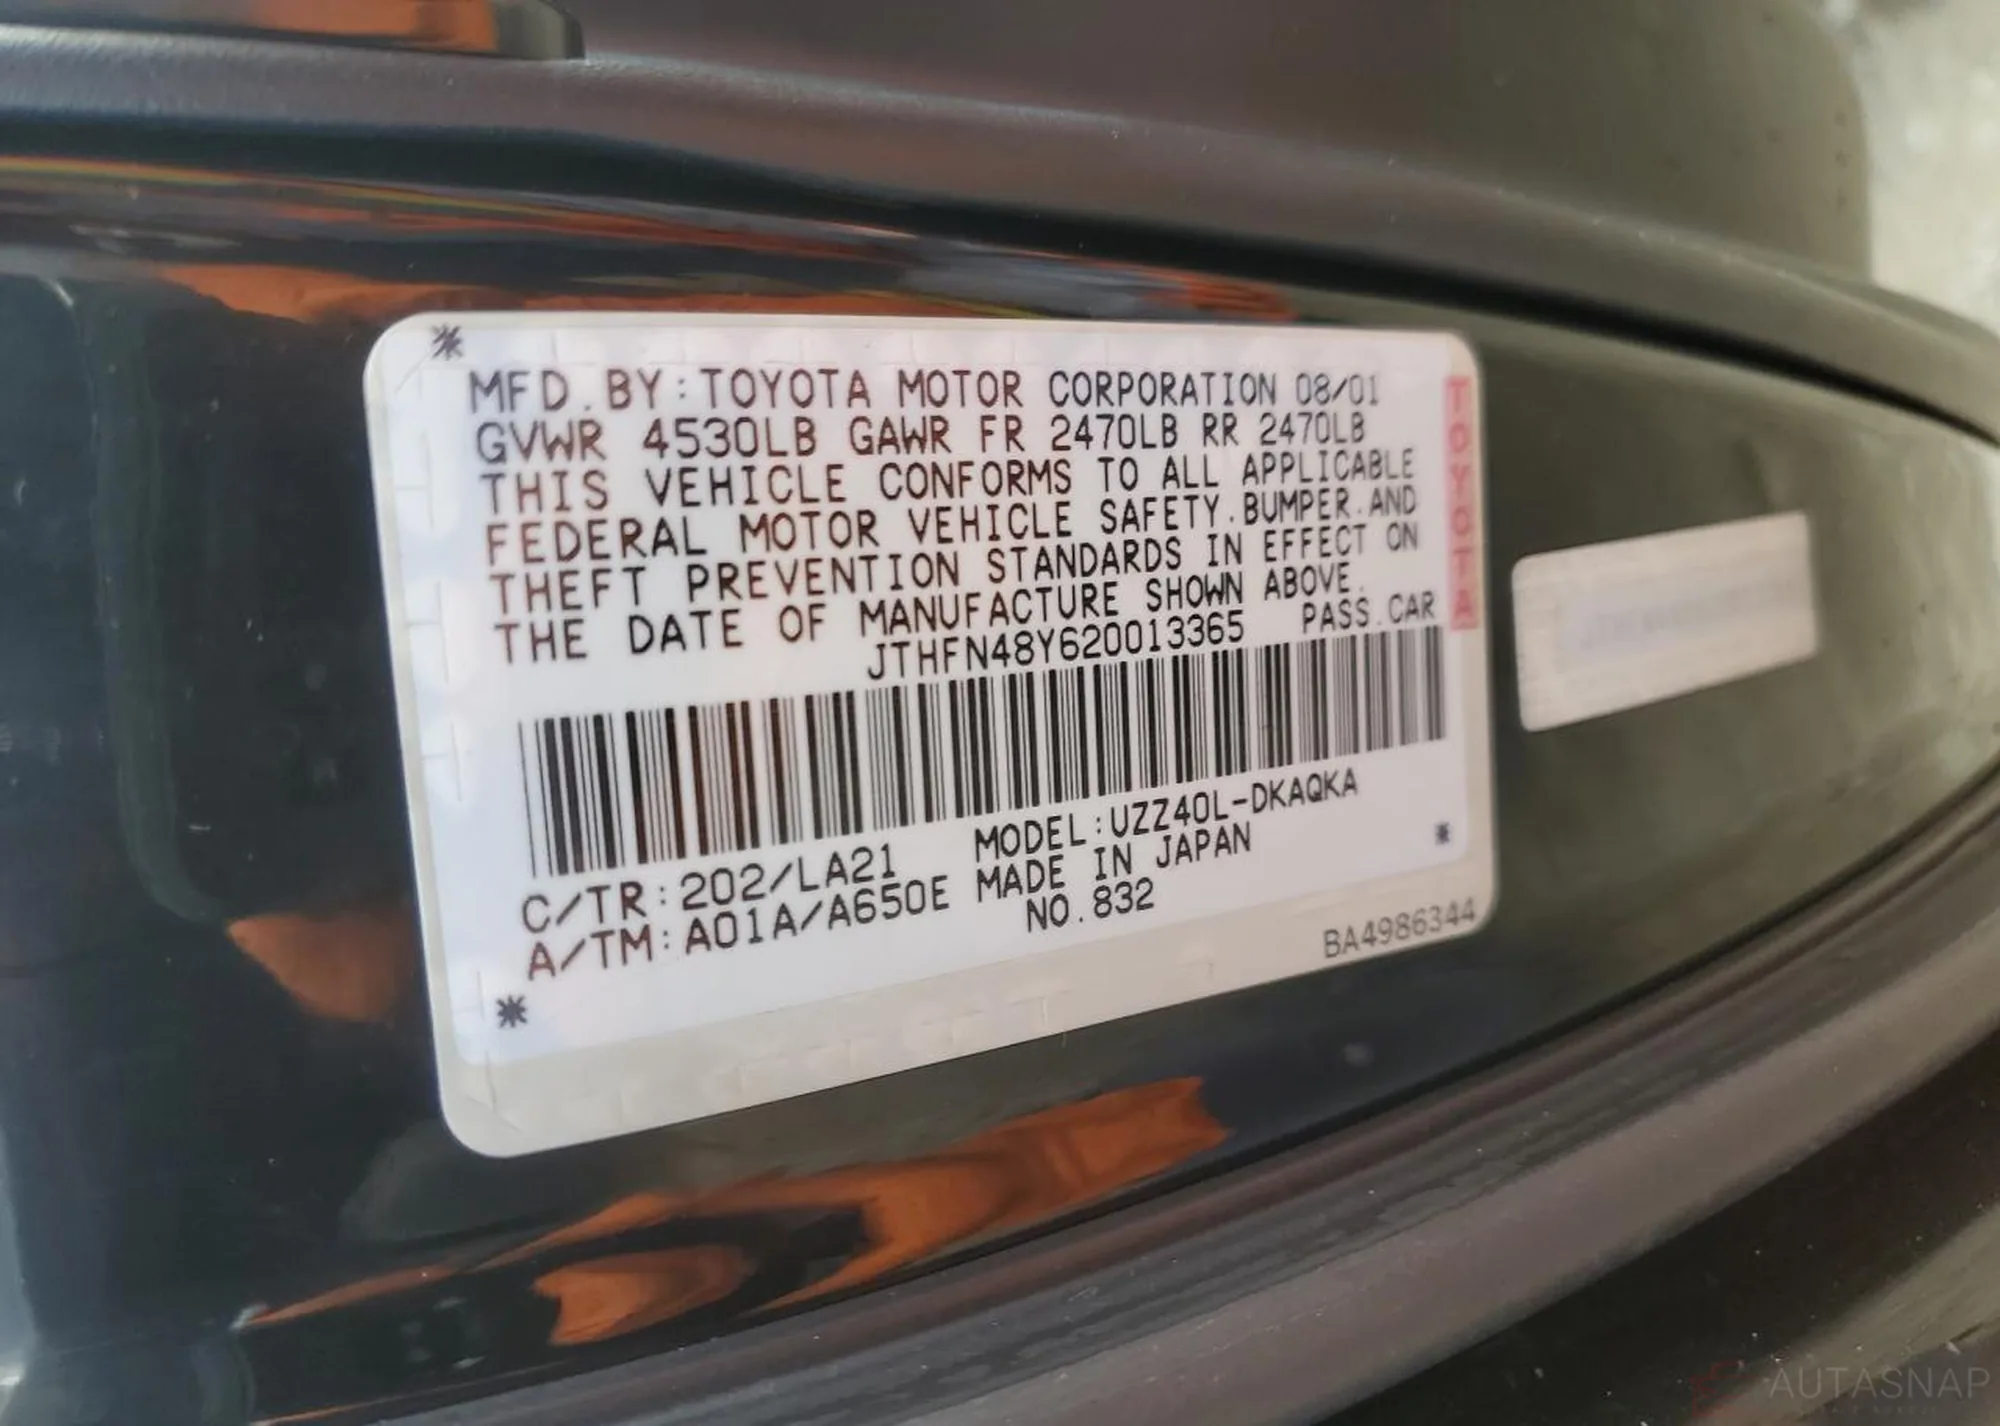 MFD. BY: TOYOTA MOTOR CORPORATION 08/01
GVWR 4530LB GAWR FR 2470LB RR 2470LB
THIS VEHICLE CONFORMS TO ALL APPLICABLE
FEDERAL MOTOR VEHICLE SAFETY.BUMPER.AND
THEFT PREVENTION STANDARDS IN EFFECT ON
THE DATE OF MANUFACTURE SHOWN ABOVE.
JTHFN48Y620013365 PASS.CAR
TOYOTA
C/TR: 202/LA21 MODEL: UZZ40L-DKAQKA
A/TM: A01A/A650E MADE IN JAPAN
NO.832
BA4986344
AUTASNAP